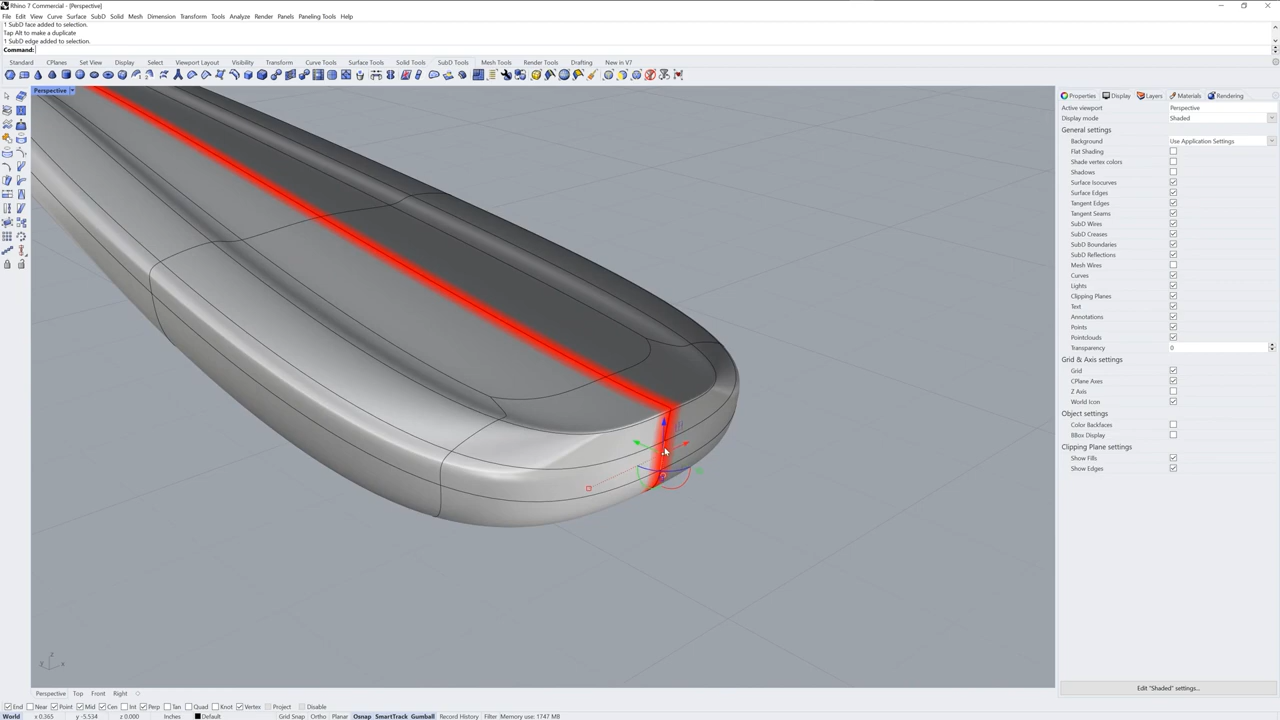 Rhino 7 Commercial - [Perspective]
File Edit View Curve Surface SubD Solid Mesh Dimension Transform Tools Analyze Render Panels Paneling Tools Help
1 SubD face added to selection.
Tap Alt to make a duplicate
1 SubD edge added to selection.
Command:
Standard CPlanes Set View Display Select Viewport Layout Visibility Transform Curve Tools Surface Tools Solid Tools SubD Tools Mesh Tools Render Tools Drafting New in V7
Perspective
Properties Display Layers Materials Rendering
Active viewport Perspective
Display mode Shaded
General settings
Background Use Application Settings
Flat Shading
Shade vertex colors
Shadows
Surface Isocurves
Surface Edges
Tangent Edges
Tangent Seams
SubD Wires
SubD Creases
SubD Boundaries
SubD Reflections
Mesh Wires
Curves
Lights
Clipping Planes
Text
Annotations
Points
Pointclouds
Transparency 0
Grid & Axis settings
Grid
CPlane Axes
Z Axis
World Icon
Object settings
Color Backfaces
BBox Display
Clipping Plane settings
Show Fills
Show Edges
Edit "Shaded" settings...
z
y x
Perspective Top Front Right
End Near Point Mid Cen Int Perp Tan Quad Knot Vertex Project Disable
World x 0.365 y -5.534 z 0.000 Inches Default Grid Snap Ortho Planar Osnap SmartTrack Gumball Record History Filter Memory use: 1747 MB